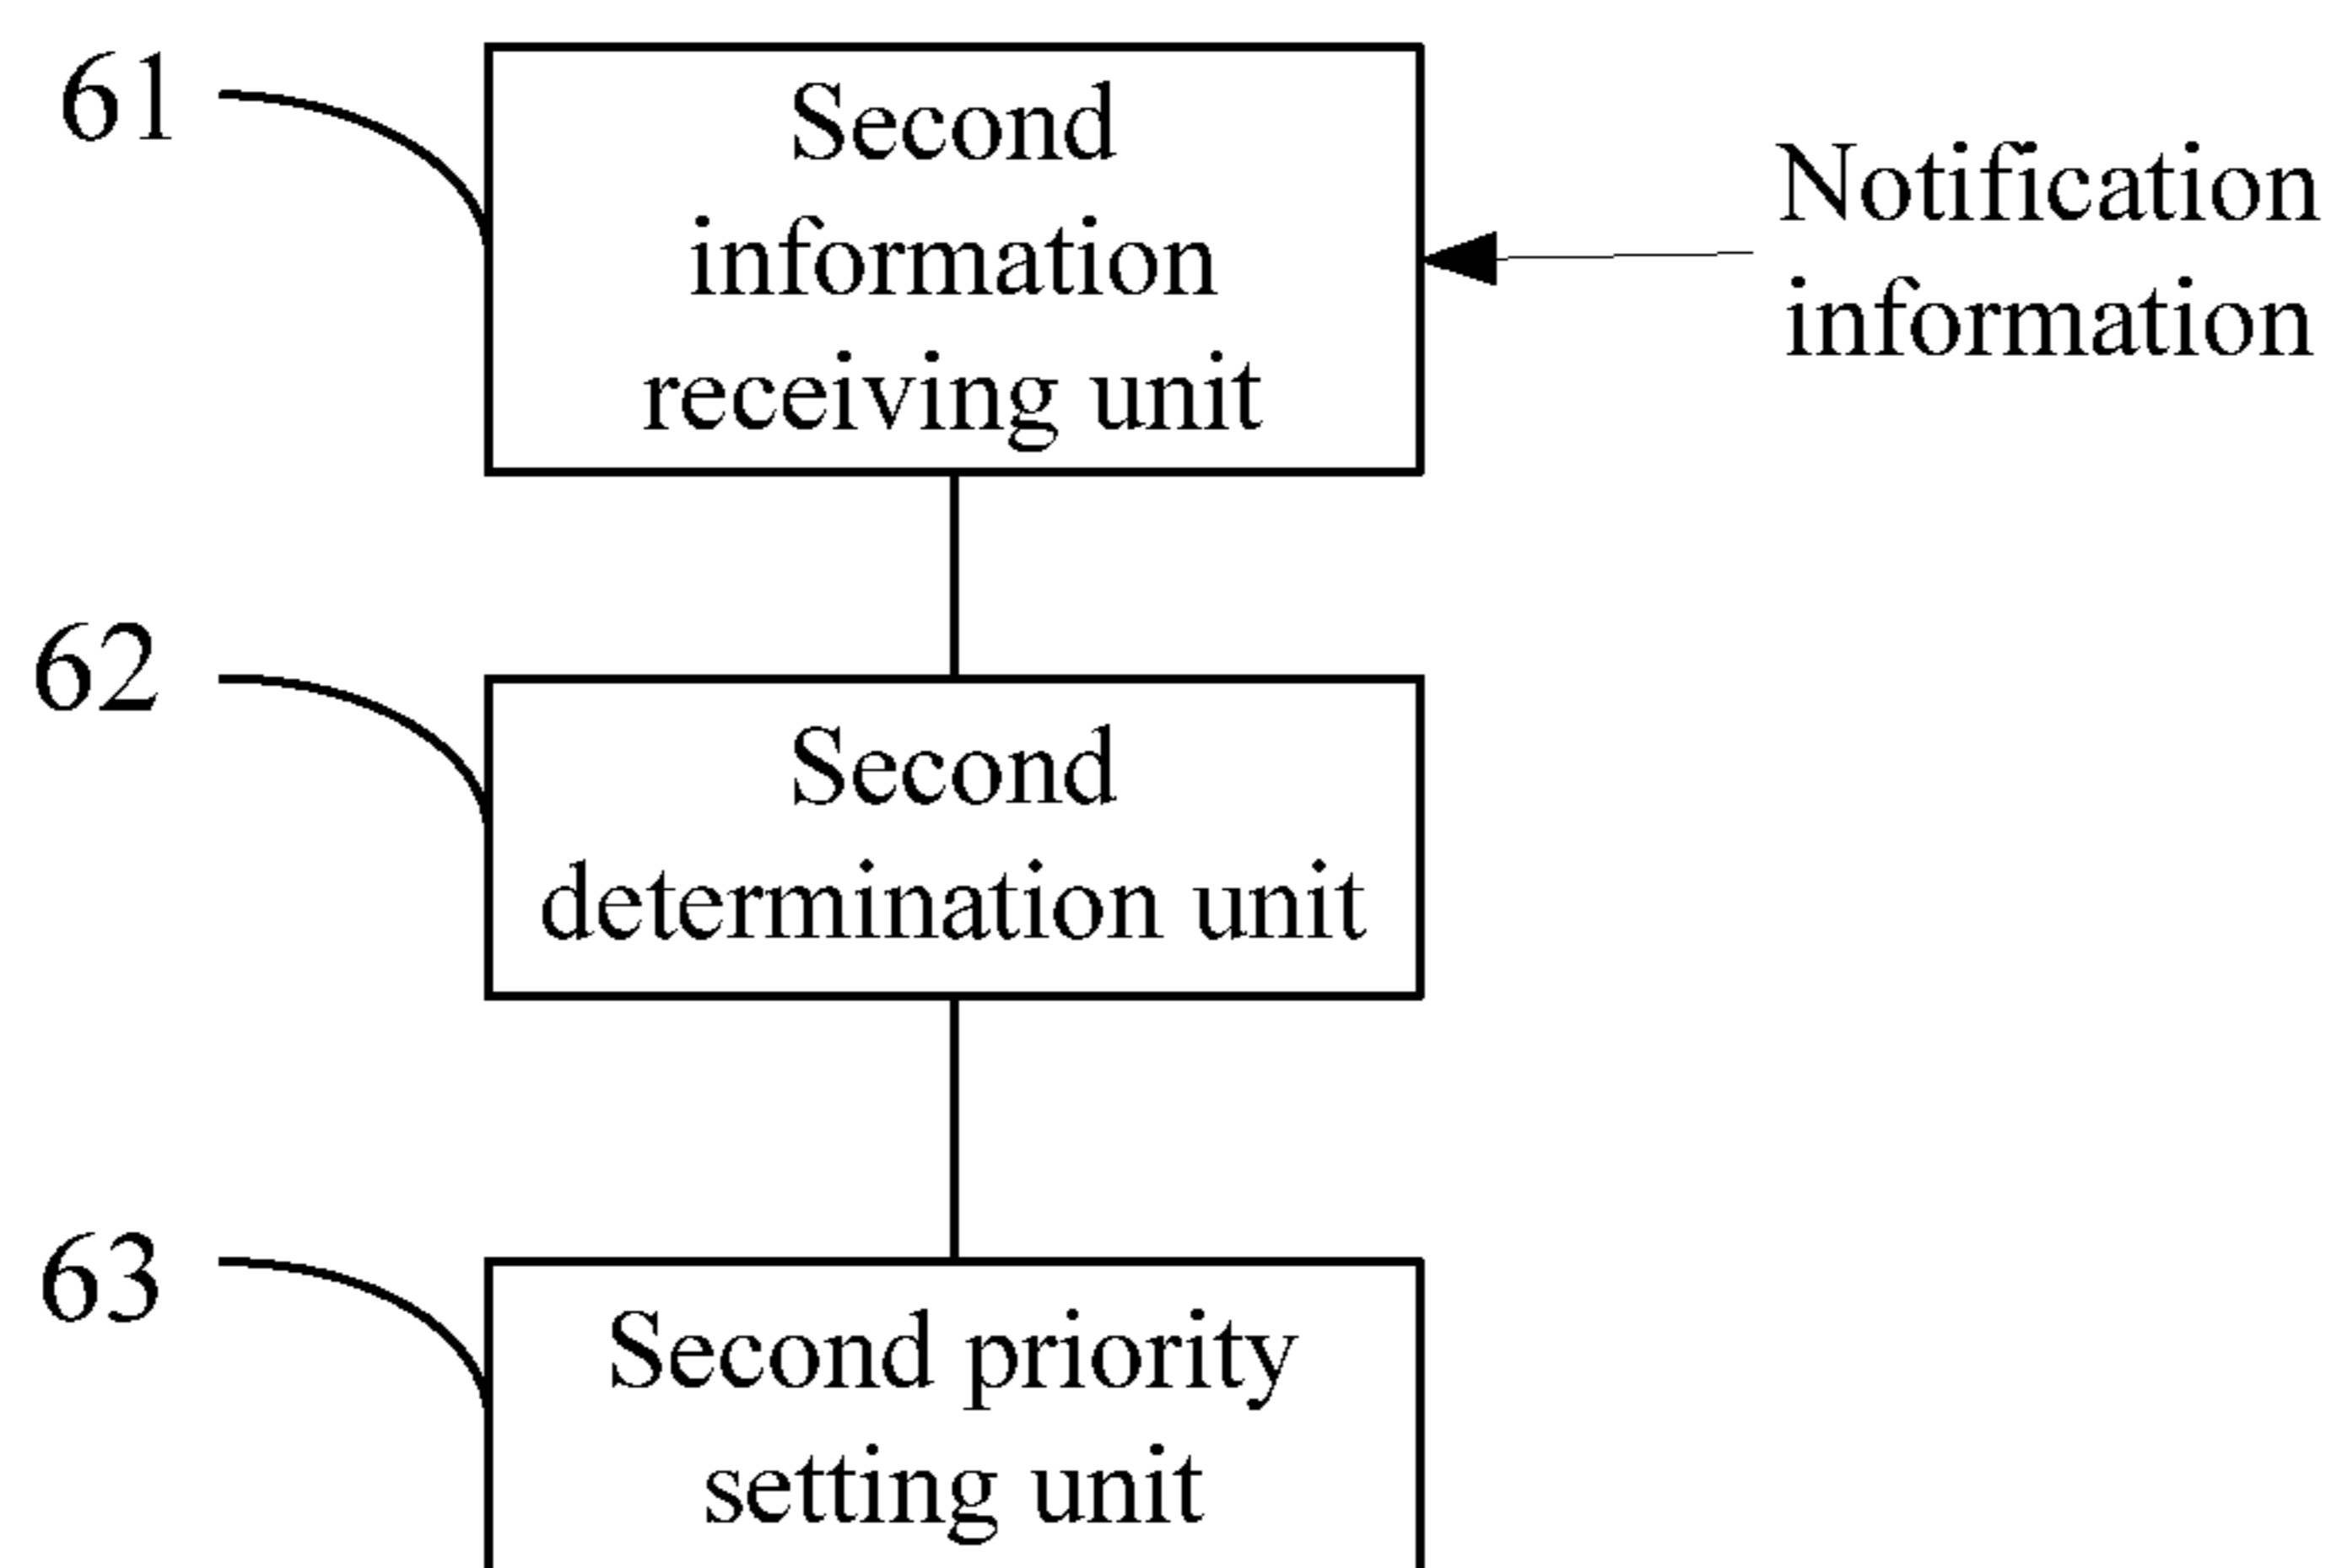 61
Second
information
receiving unit
Notification
information
62
Second
determination unit
63
Second priority
setting unit